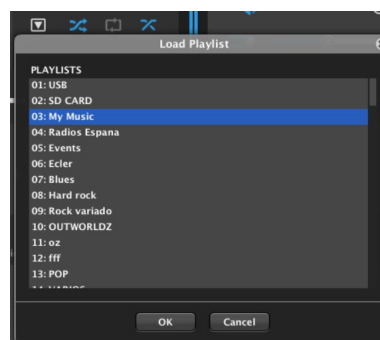 Load Playlist
PLAYLISTS
01: USB
02: SD CARD
03: My Music
04: Radios Espana
05: Events
06: Ecler
07: Blues
08: Hard rock
09: Rock variado
10: OUTWORLDZ
11: oz
12: fff
13: POP
OK Cancel